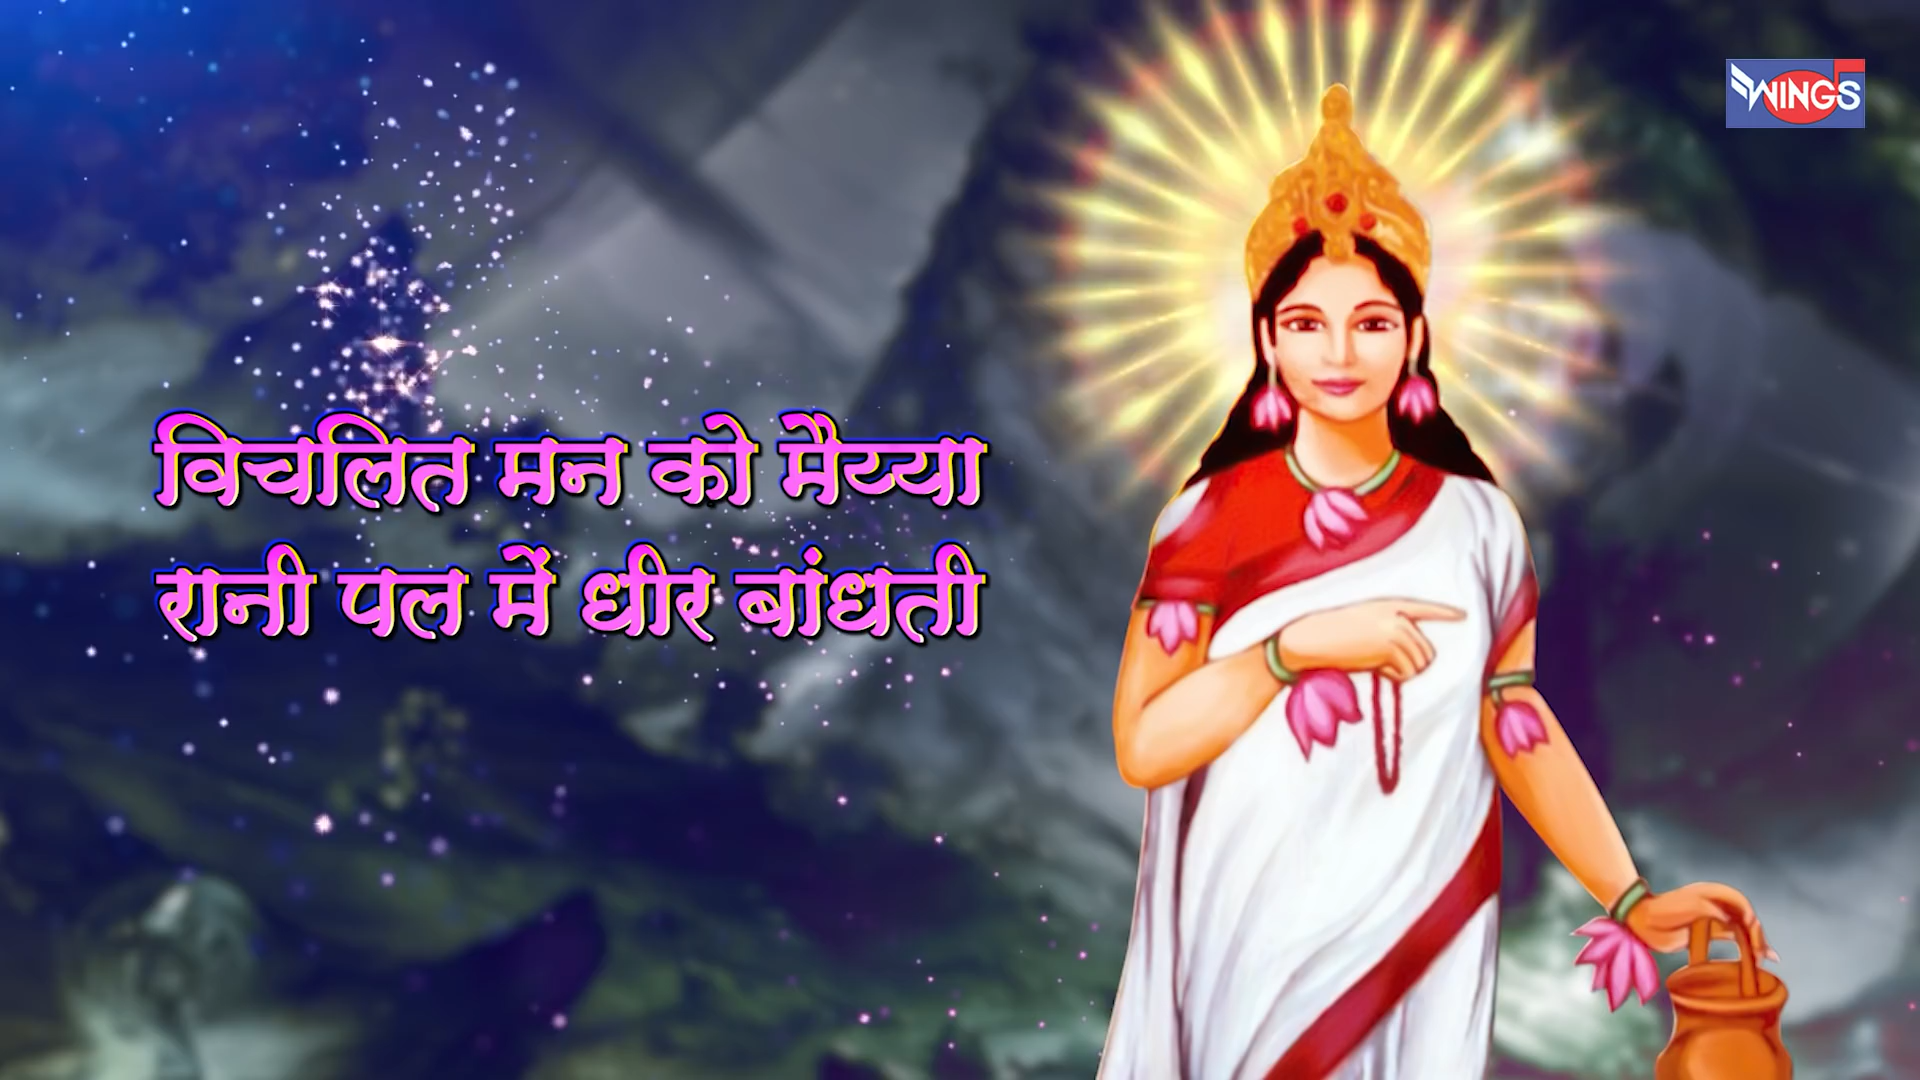 विचलित मन को मैय्या
रानी पल में धीर बांधती
WINGS